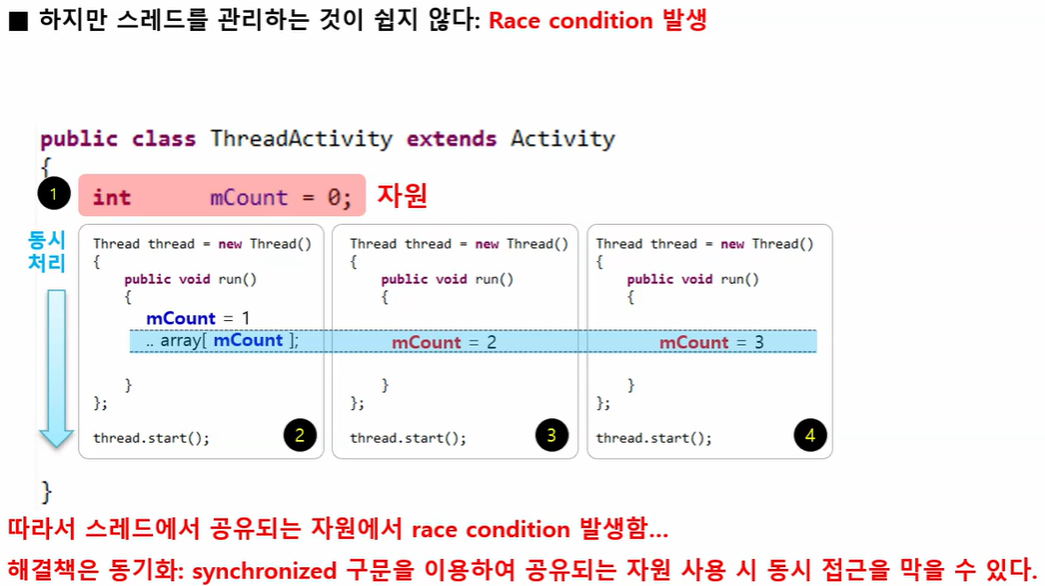 ■ 하지만 스레드를 관리하는 것이 쉽지 않다: Race condition 발생
public class ThreadActivity extends Activity
{
1 int mCount = 0; 자원
동시
처리
Thread thread = new Thread()
{
public void run()
{
mCount = 1
.. array[ mCount ];
}
};
thread.start();
2
Thread thread = new Thread()
{
public void run()
{
mCount = 2
}
};
thread.start();
3
Thread thread = new Thread()
{
public void run()
{
mCount = 3
}
};
thread.start();
4
}
따라서 스레드에서 공유되는 자원에서 race condition 발생함...
해결책은 동기화: synchronized 구문을 이용하여 공유되는 자원 사용 시 동시 접근을 막을 수 있다.